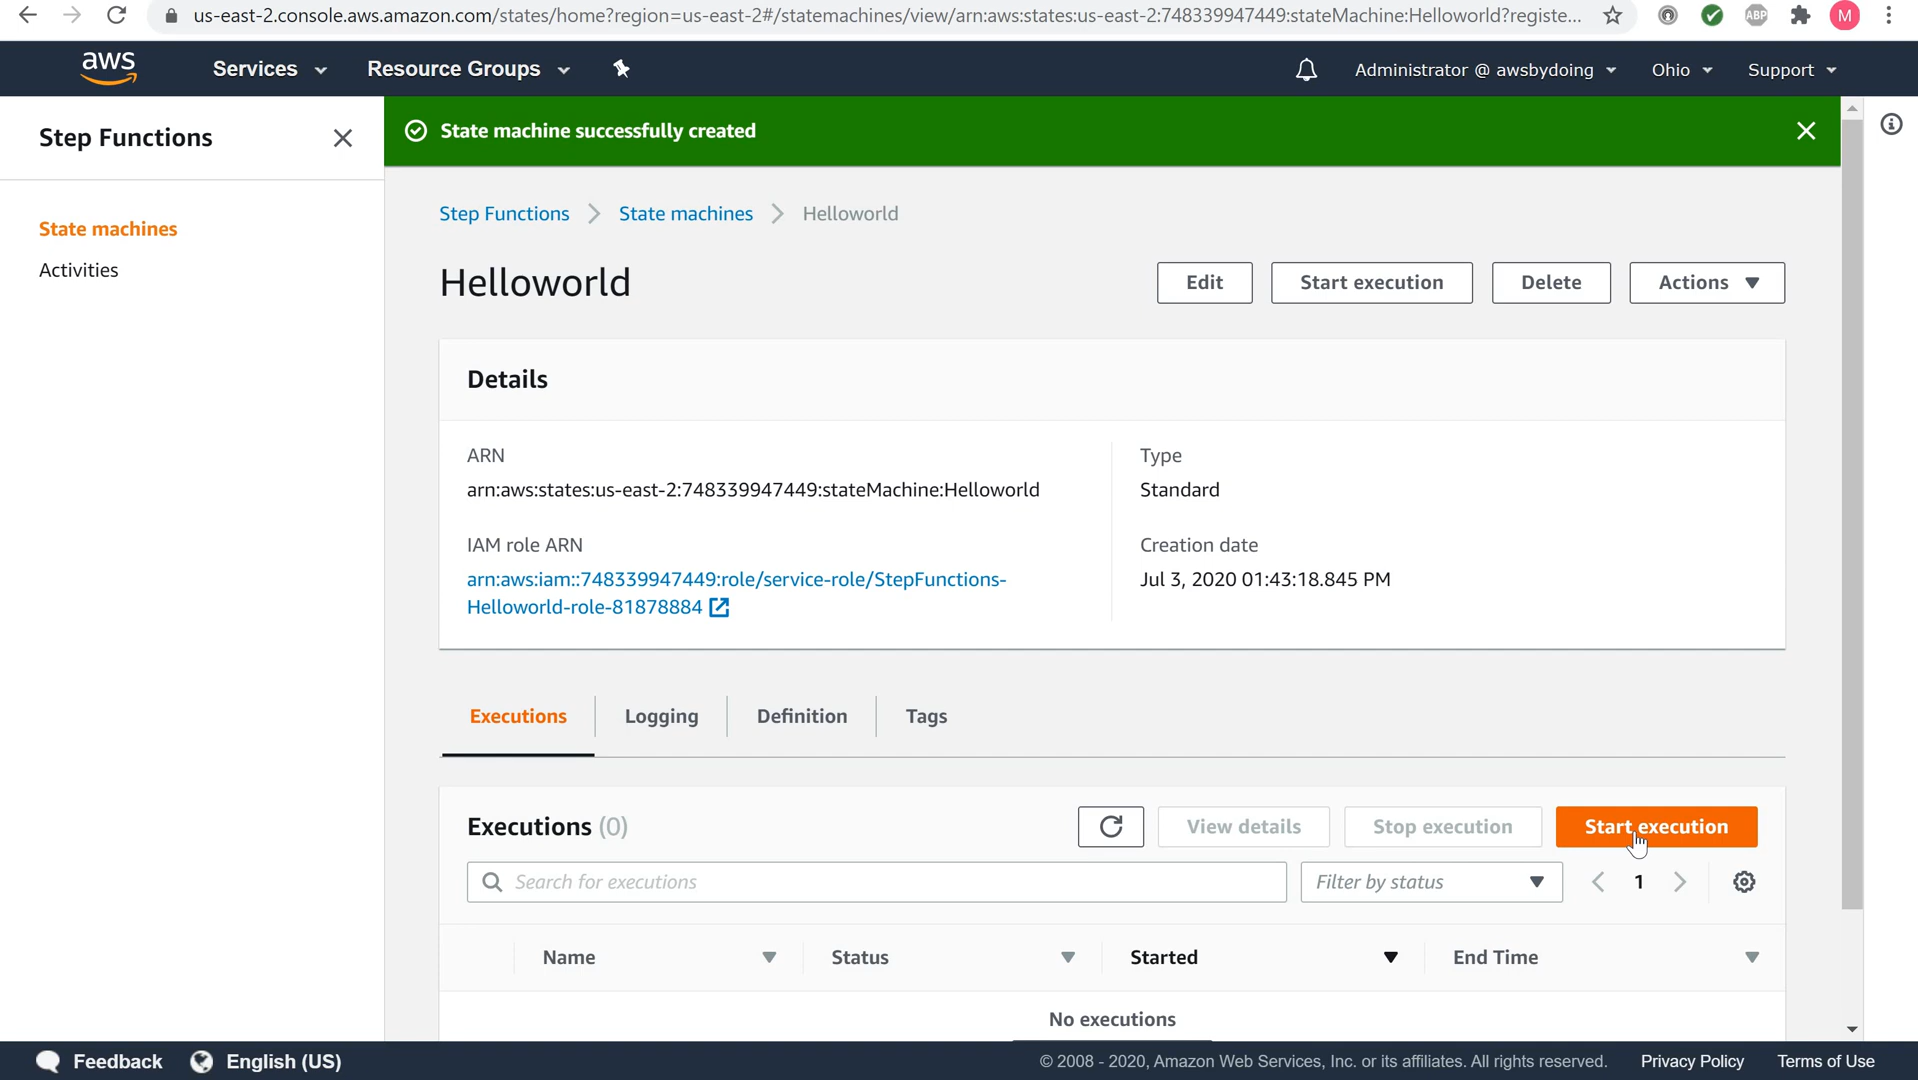 us-east-2.console.aws.amazon.com/states/home?region=us-east-2#/statemachines/view/arn:aws:states:us-east-2:748339947449:stateMachine:Helloworld?registe...
ABP
M
aws
Services
Resource Groups
Administrator @ awsbydoing
Ohio
Support
Step Functions
State machine successfully created
State machines
Activities
Step Functions
State machines
Helloworld
Helloworld
Edit
Start execution
Delete
Actions
Details
ARN
arn:aws:states:us-east-2:748339947449:stateMachine:Helloworld
Type
Standard
IAM role ARN
arn:aws:iam::748339947449:role/service-role/StepFunctions-
Helloworld-role-81878884
Creation date
Jul 3, 2020 01:43:18.845 PM
Executions
Logging
Definition
Tags
Executions (0)
View details
Stop execution
Start execution
Search for executions
Filter by status
1
Name
Status
Started
End Time
No executions
Feedback
English (US)
© 2008 - 2020, Amazon Web Services, Inc. or its affiliates. All rights reserved.
Privacy Policy
Terms of Use